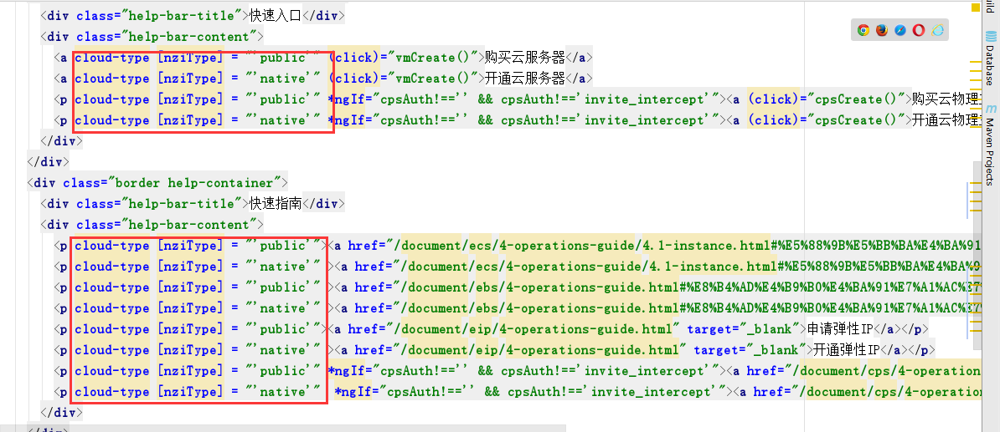 <div class="help-bar-title">快速入口</div>
<div class="help-bar-content">
<a cloud-type [nziType] = "'public'" (click)="vmCreate()">购买云服务器</a>
<a cloud-type [nziType] = "'native'" (click)="vmCreate()">开通云服务器</a>
<p cloud-type [nziType] = "'public'" *ngIf="cpsAuth!=='' && cpsAuth!=='invite_intercept'"><a (click)="cpsCreate()">购买云物理
<p cloud-type [nziType] = "'native'" *ngIf="cpsAuth!=='' && cpsAuth!=='invite_intercept'"><a (click)="cpsCreate()">开通云物理
</div>
</div>
<div class="border help-container">
<div class="help-bar-title">快速指南</div>
<div class="help-bar-content">
<p cloud-type [nziType] = "'public'"><a href="/document/ecs/4-operations-guide/4.1-instance.html#%E5%88%9B%E5%BB%BA%E4%BA%91
<p cloud-type [nziType] = "'native'"><a href="/document/ecs/4-operations-guide/4.1-instance.html#%E5%88%9B%E5%BB%BA%E4%BA%9
<p cloud-type [nziType] = "'public'"><a href="/document/ebs/4-operations-guide.html#%E8%B4%AD%E4%B9%B0%E4%BA%91%E7%A1%AC%E7%
<p cloud-type [nziType] = "'native'"><a href="/document/ebs/4-operations-guide.html#%E8%B4%AD%E4%B9%B0%E4%BA%91%E7%A1%AC%E7%
<p cloud-type [nziType] = "'public'"><a href="/document/eip/4-operations-guide.html" target="_blank">申请弹性IP</a></p>
<p cloud-type [nziType] = "'native'"><a href="/document/eip/4-operations-guide.html" target="_blank">开通弹性IP</a></p>
<p cloud-type [nziType] = "'public'" *ngIf="cpsAuth!=='' && cpsAuth!=='invite_intercept'"><a href="/document/cps/4-operation
<p cloud-type [nziType] = "'native'" *ngIf="cpsAuth!=='' && cpsAuth!=='invite_intercept'"><a href="/document/cps/4-operation
</div>
Database
Maven Projects